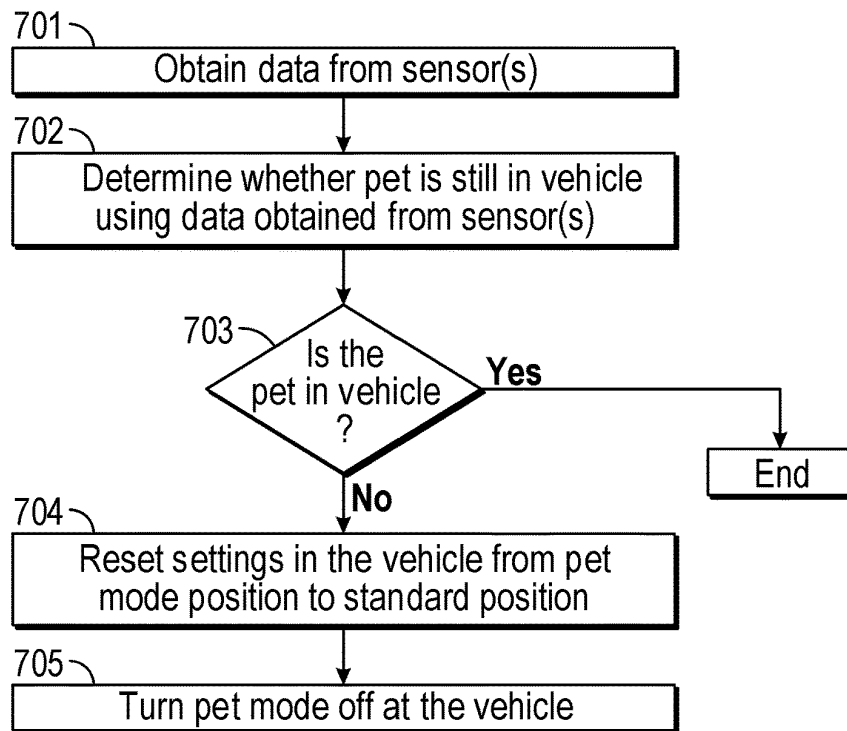 701
Obtain data from sensor(s)
702
Determine whether pet is still in vehicle
using data obtained from sensor(s)
703
Is the
pet in vehicle
?
Yes
End
No
704
Reset settings in the vehicle from pet
mode position to standard position
705
Turn pet mode off at the vehicle